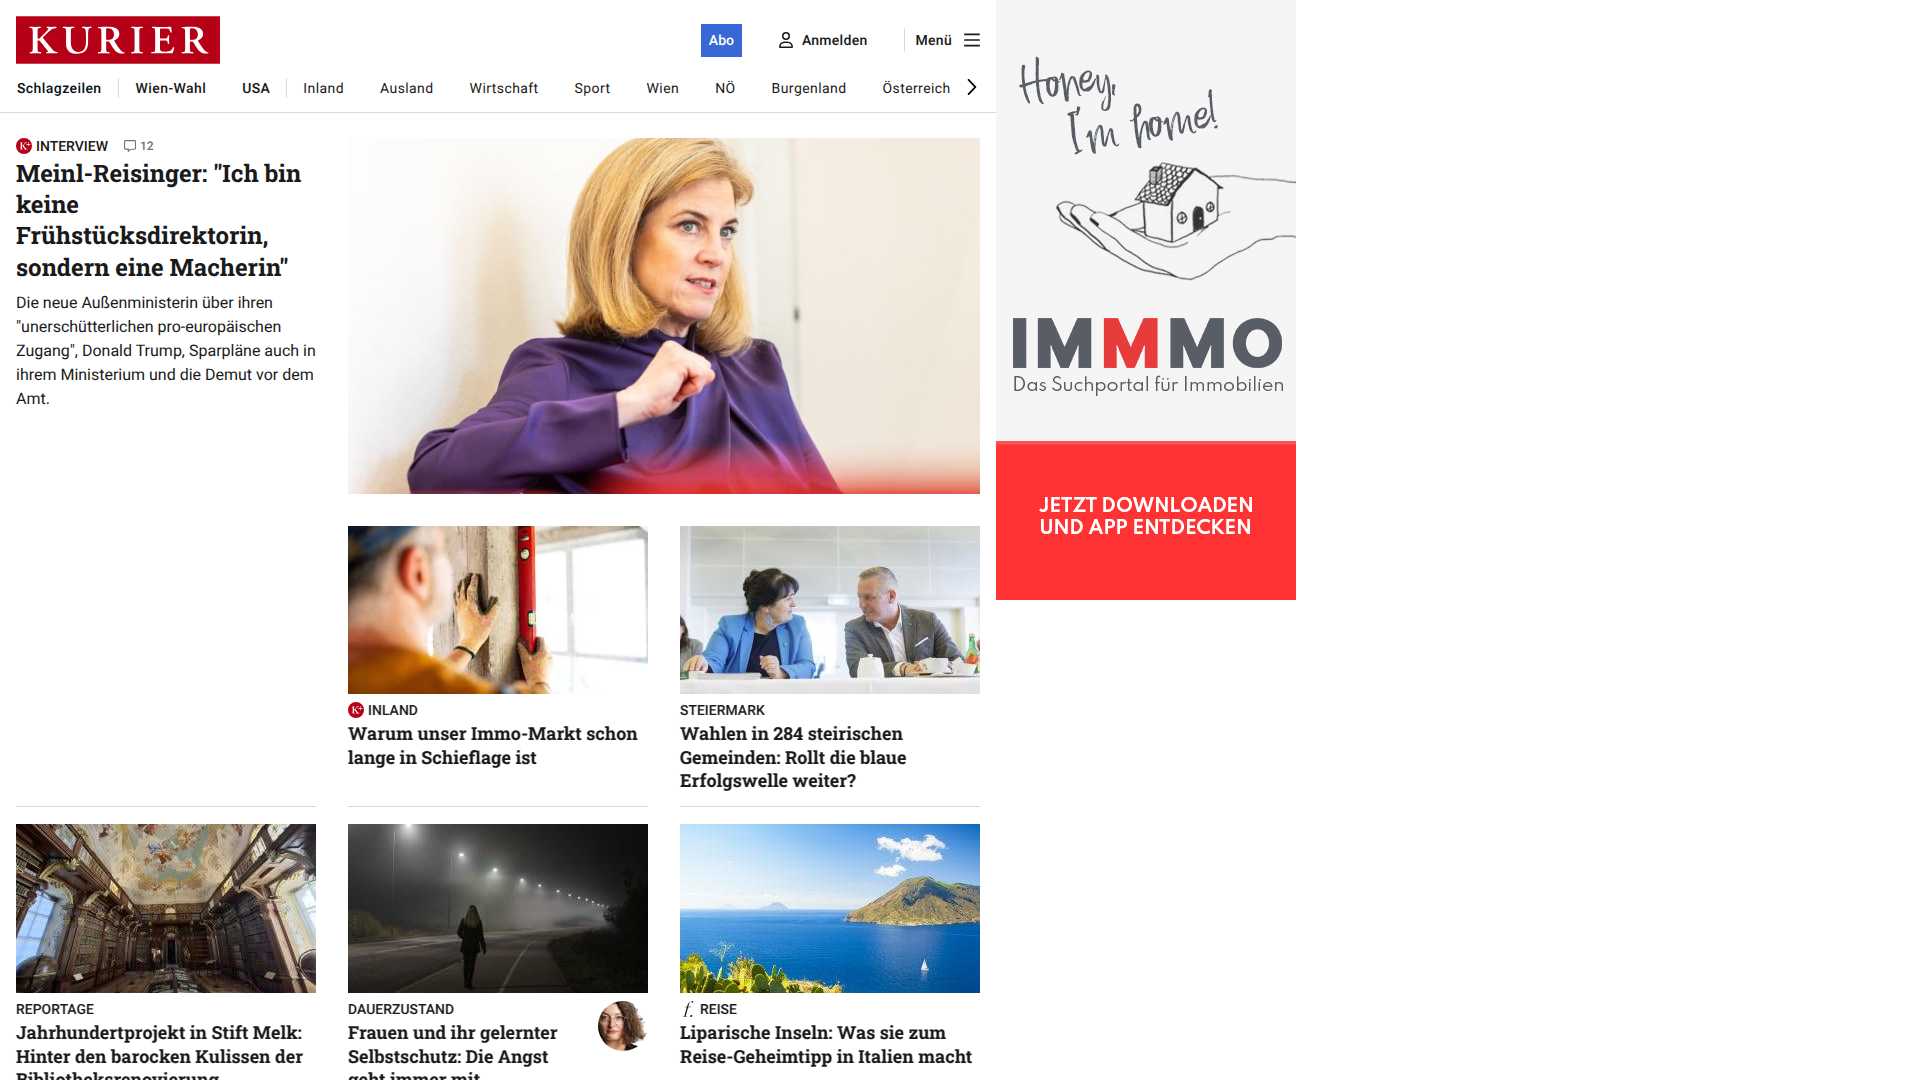 KURIER
Abo
Anmelden
Menü
Schlagzeilen
Wien-Wahl
USA
Inland
Ausland
Wirtschaft
Sport
Wien
NÖ
Burgenland
Österreich
K+ INTERVIEW 12
Meinl-Reisinger: "Ich bin
keine
Frühstücksdirektorin,
sondern eine Macherin"
Die neue Außenministerin über ihren
"unerschütterlichen pro-europäischen
Zugang", Donald Trump, Sparpläne auch in
ihrem Ministerium und die Demut vor dem
Amt.
K+ INLAND
Warum unser Immo-Markt schon
lange in Schieflage ist
STEIERMARK
Wahlen in 284 steirischen
Gemeinden: Rollt die blaue
Erfolgswelle weiter?
REPORTAGE
Jahrhundertprojekt in Stift Melk:
Hinter den barocken Kulissen der
Bibliotheksrenovierung
DAUERZUSTAND
Frauen und ihr gelernter
Selbstschutz: Die Angst
geht immer mit
f. REISE
Liparische Inseln: Was sie zum
Reise-Geheimtipp in Italien macht
Honey,
I'm home!
IMMMO
Das Suchportal für Immobilien
JETZT DOWNLOADEN
UND APP ENTDECKEN